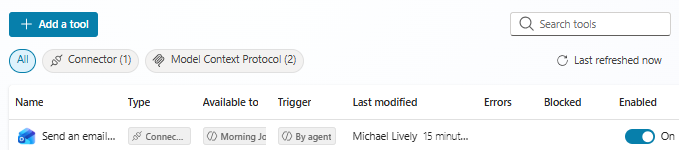 Add a tool
Search tools
All
Connector (1)
Model Context Protocol (2)
Last refreshed now
Name Type Available to Trigger Last modified Errors Blocked Enabled
Send an email... Connec... Morning Jo By agent Michael Lively 15 minut... On